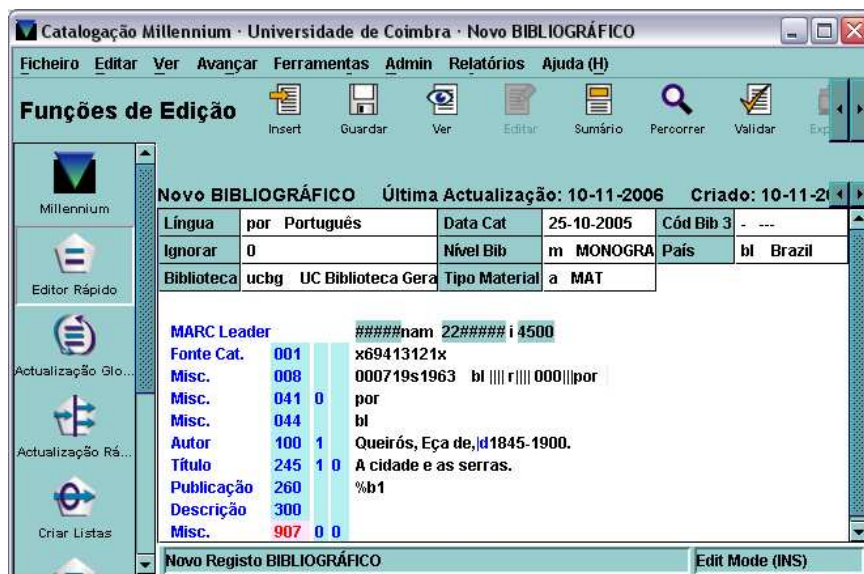 Catalogação Millennium · Universidade de Coimbra · Novo BIBLIOGRÁFICO
Ficheiro Editar Ver Avançar Ferramentas Admin Relatórios Ajuda (H)
Funções de Edição
Insert Guardar Ver Editar Sumário Percorrer Validar Exp
Millennium
Editor Rápido
Actualização Glo...
Actualização Rá...
Criar Listas
Novo BIBLIOGRÁFICO Última Actualização: 10-11-2006 Criado: 10-11-20
Língua por Português Data Cat 25-10-2005 Cód Bib 3 - ---
Ignorar 0 Nível Bib m MONOGRA País bl Brazil
Biblioteca ucbg UC Biblioteca Gera Tipo Material a MAT
MARC Leader #####nam 22##### i 4500
Fonte Cat. 001 x69413121x
Misc. 008 000719s1963 bl |||| r|||| 000|||por
Misc. 041 0 por
Misc. 044 bl
Autor 100 1 Queirós, Eça de,|d1845-1900.
Título 245 1 0 A cidade e as serras.
Publicação 260 %b1
Descrição 300
Misc. 907 0 0
Novo Registo BIBLIOGRÁFICO Edit Mode (INS)